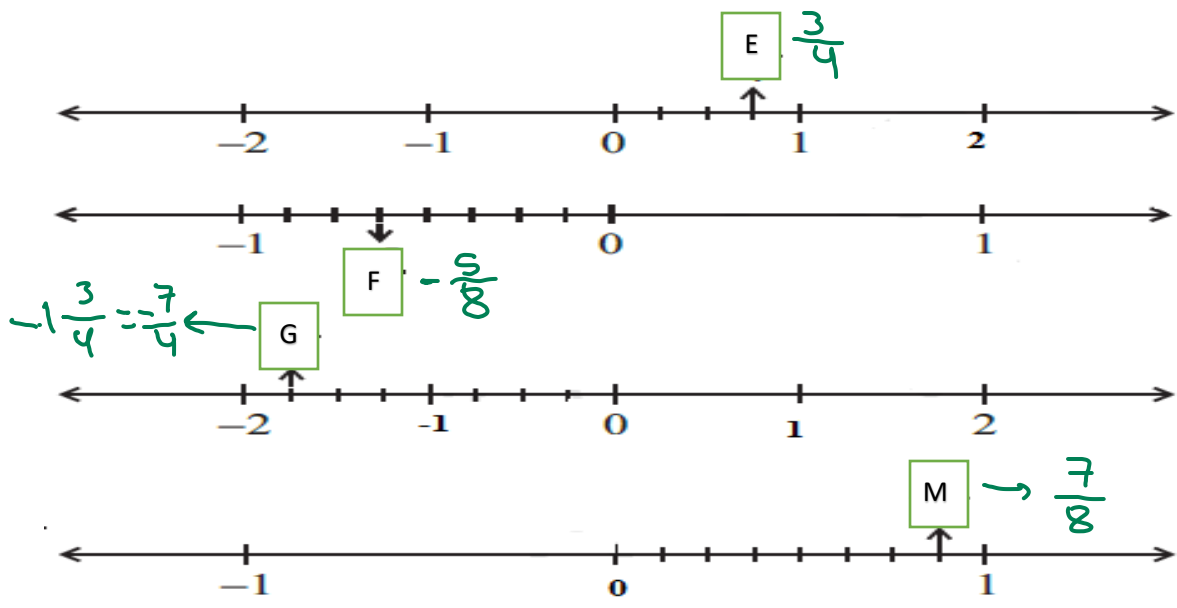 E 3/4
–2 –1 0 1 2
–1 0 1
F - 5/8
-1 3/4 = -7/4 G
–2 -1 0 1 2
M 7/8
–1 0 1